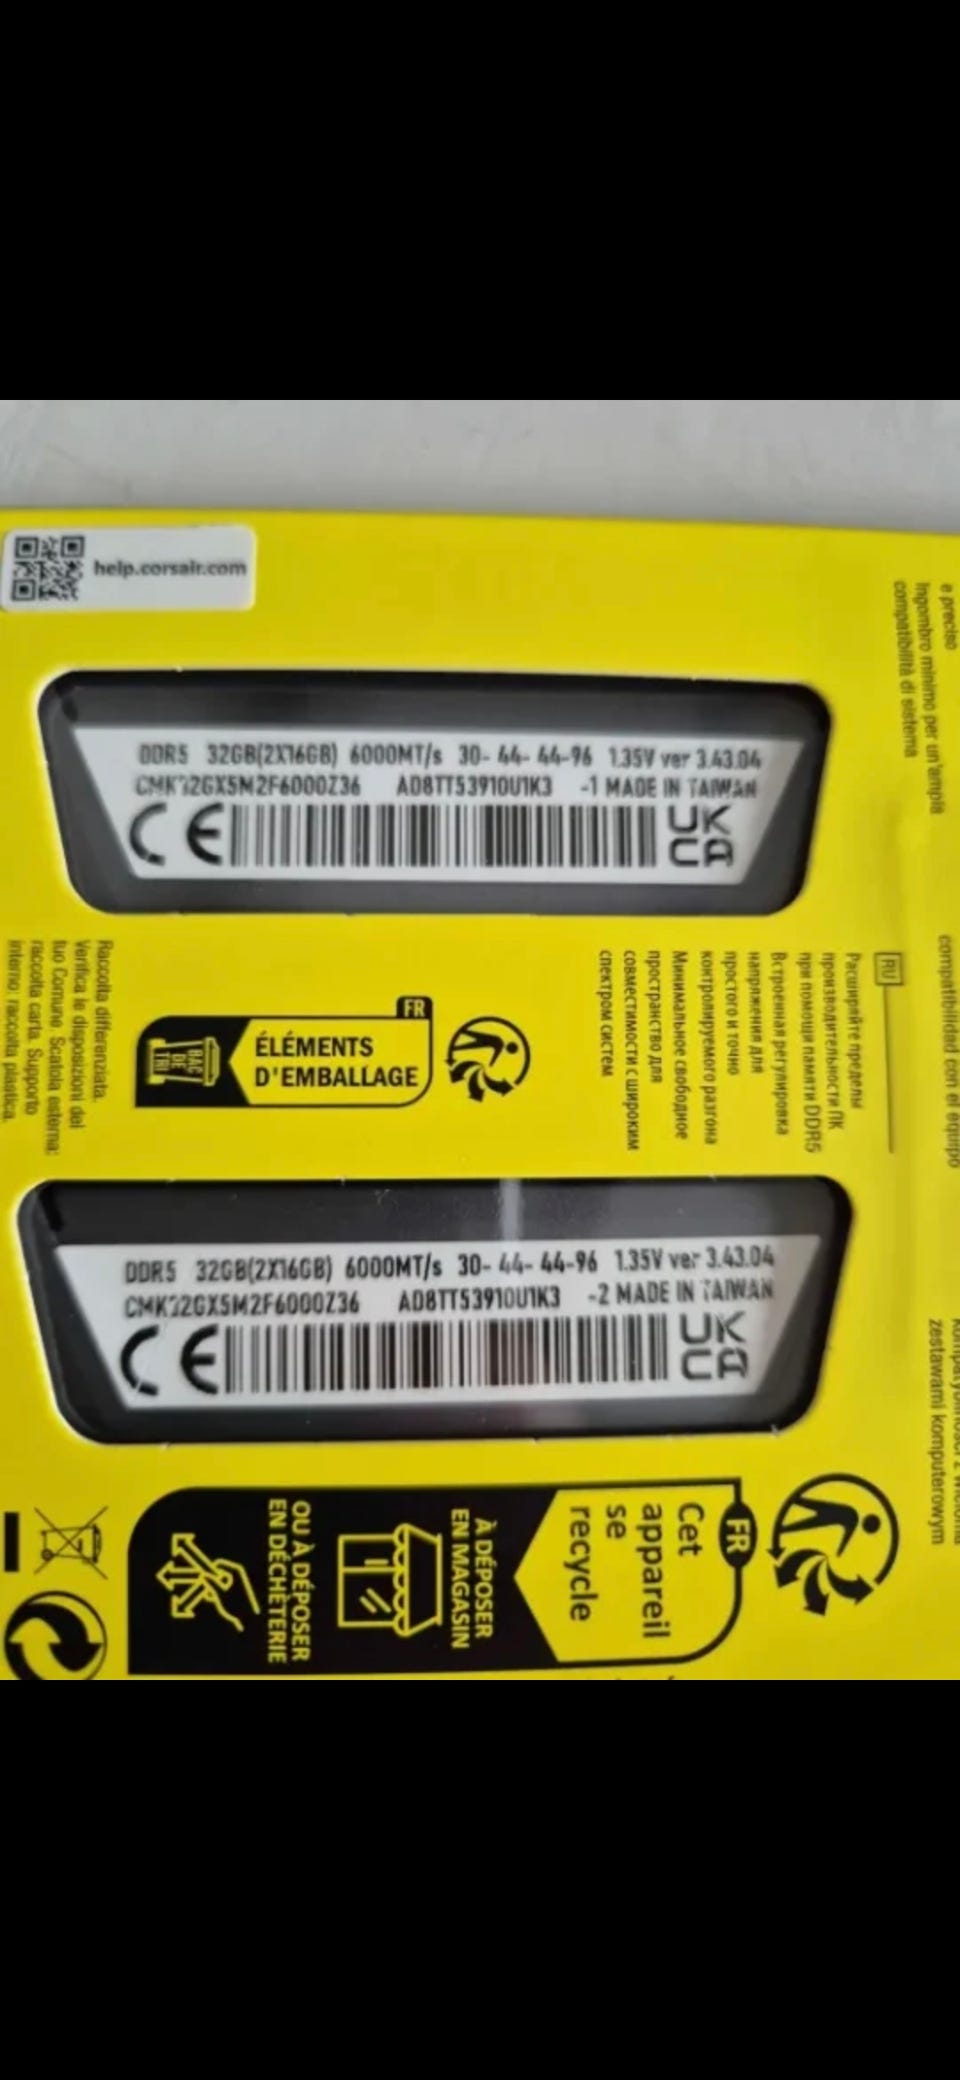 help.corsair.com
e preciso
Ingombro minimo per un'ampia
compatibilità di sistema
DDR5 32GB(2X16GB) 6000MT/s 30- 44- 44-96 1.35V ver 3.43.04
CMK32GX5M2F6000Z36 AD8TT53910U1K3 -1 MADE IN TAIWAN
CE
UK
CA
compatibilidad con el equipo
RU
Расширяйте пределы
производительности ПК
при помощи памяти DDR5
Встроенная регулировка
напряжения для
простого и точно
контролируемого разгона
Минимальное свободное
пространство для
совместимости с широким
спектром систем
FR
ÉLÉMENTS
D'EMBALLAGE
BAC
DE
TRI
Raccolta differenziata.
Verifica le disposizioni del
tuo Comune. Scatola esterna:
raccolta carta. Supporto
interno: raccolta plastica.
DDR5 32GB(2X16GB) 6000MT/s 30- 44- 44-96 1.35V ver 3.43.04
CMK32GX5M2F6000Z36 AD8TT53910U1K3 -2 MADE IN TAIWAN
CE
UK
CA
zestawami komputerowym
FR
Cet
appareil
se
recycle
À DÉPOSER
EN MAGASIN
OU À DÉPOSER
EN DÉCHÈTERIE